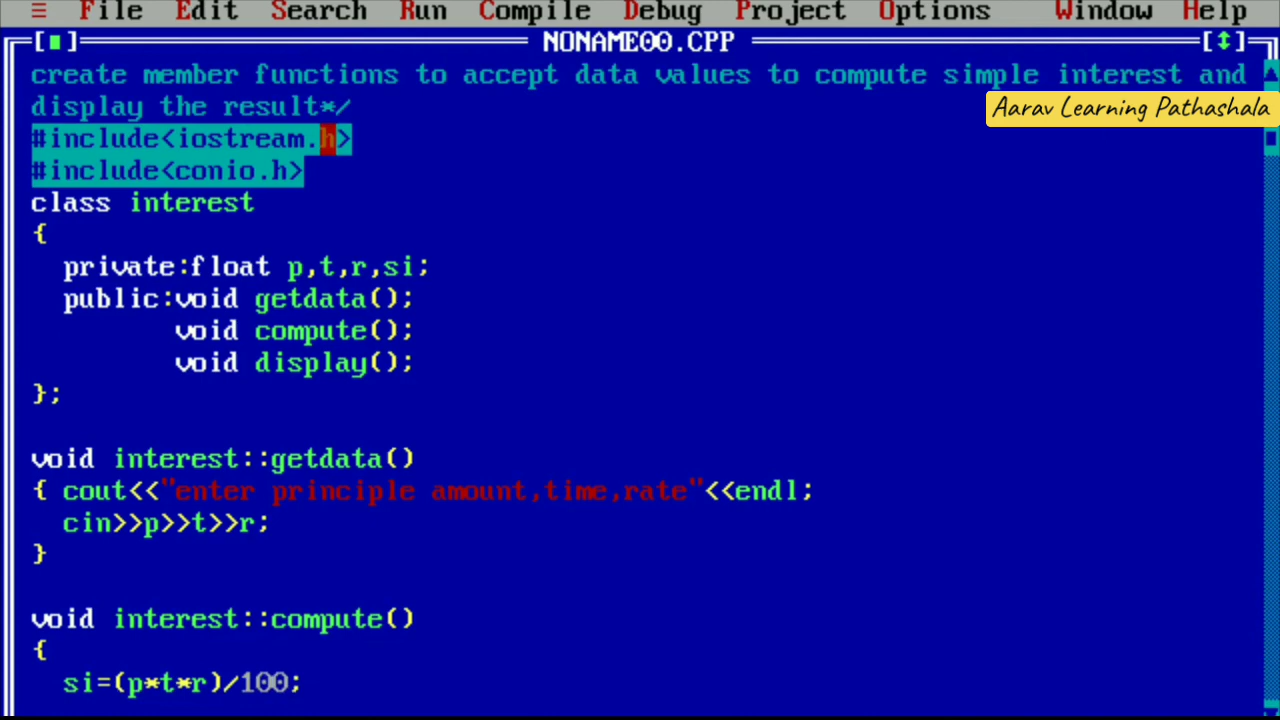 ≡ File Edit Search Run Compile Debug Project Options Window Help
[■] NONAME00.CPP [↕]
create member functions to accept data values to compute simple interest and
display the result*/
Aarav Learning Pathashala
#include<iostream.h>
#include<conio.h>
class interest
{
private:float p,t,r,si;
public:void getdata();
void compute();
void display();
};
void interest::getdata()
{ cout<<"enter principle amount,time,rate"<<endl;
cin>>p>>t>>r;
}
void interest::compute()
{
si=(p*t*r)/100;